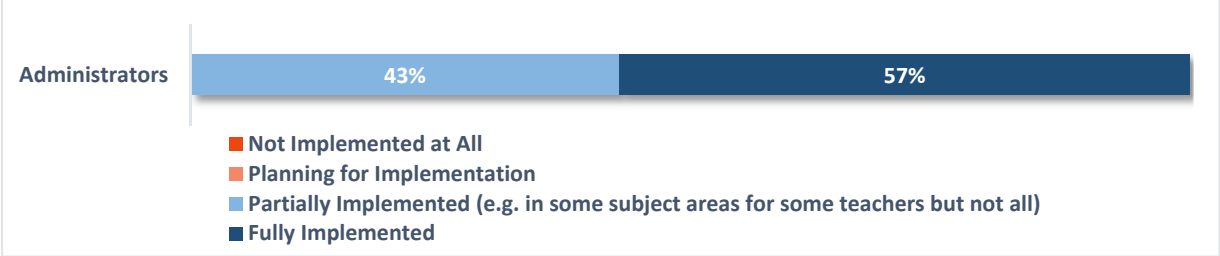 Administrators 43% 57%
Not Implemented at All
Planning for Implementation
Partially Implemented (e.g. in some subject areas for some teachers but not all)
Fully Implemented